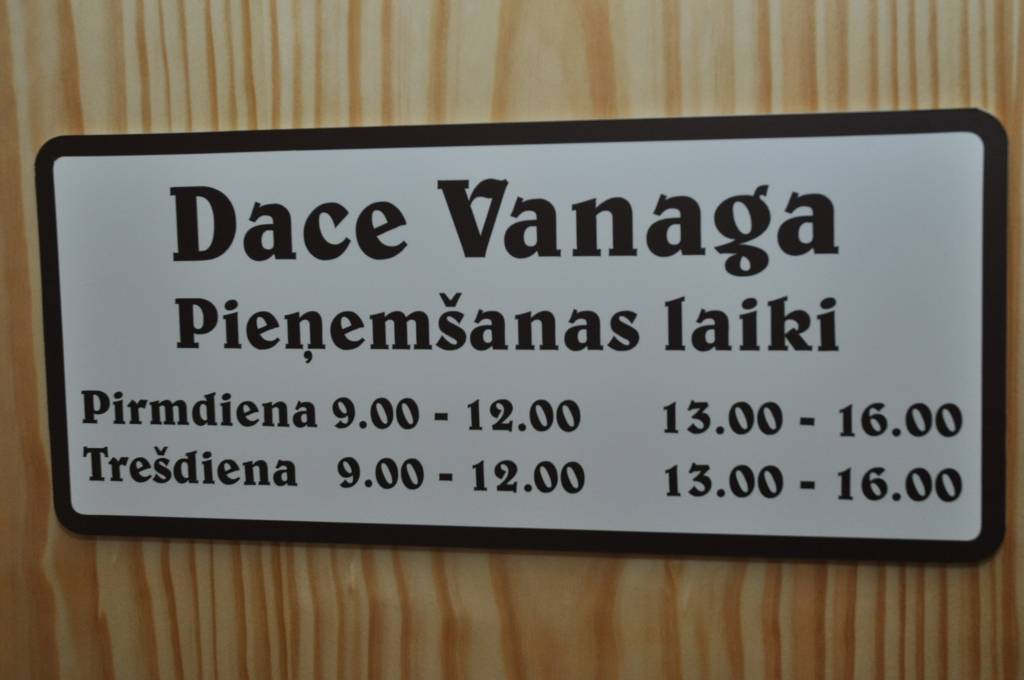 Dace Vanaga
Pieņemšanas laiki
Pirmdiena 9.00 - 12.00 13.00 - 16.00
Trešdiena 9.00 - 12.00 13.00 - 16.00